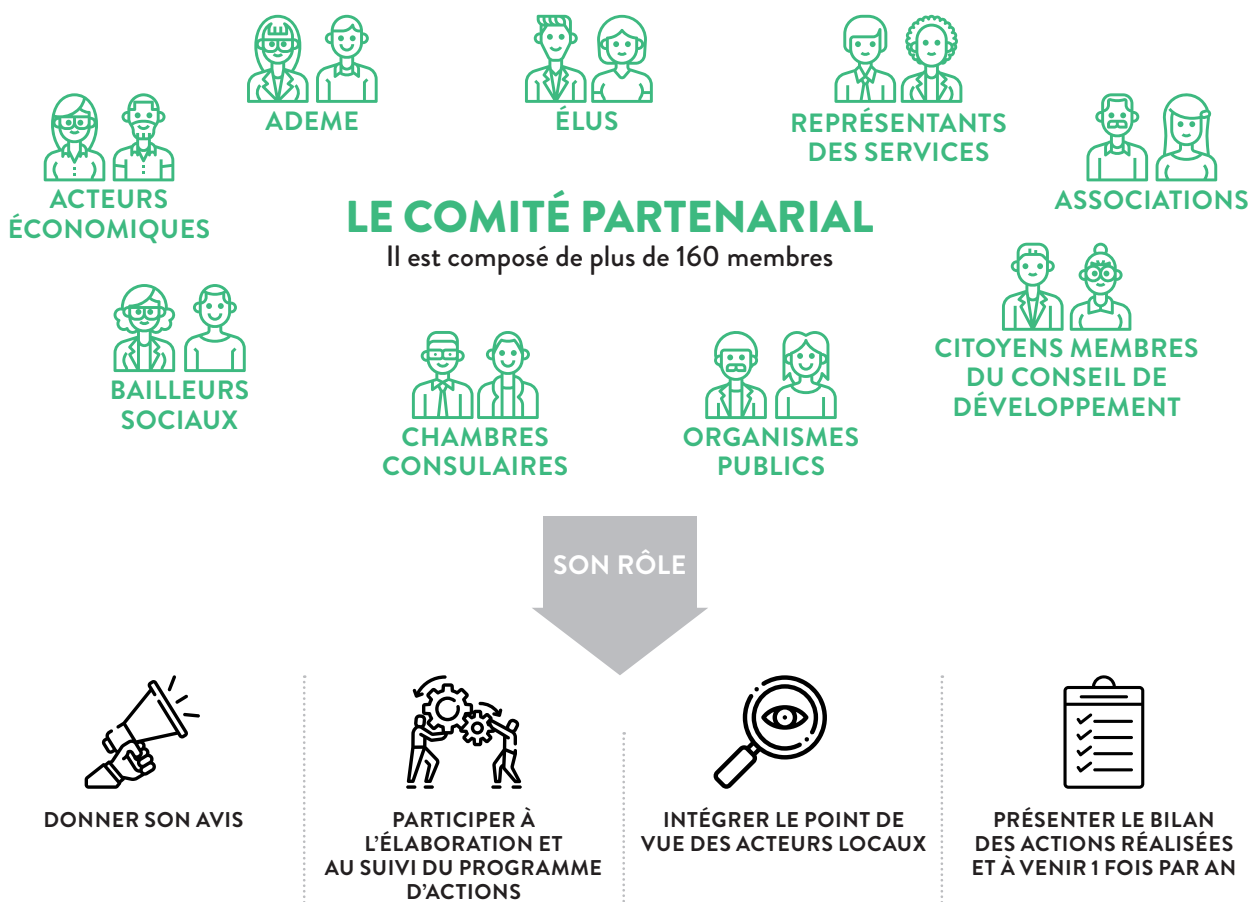 ADEME
ÉLUS
REPRÉSENTANTS
DES SERVICES
ACTEURS
ÉCONOMIQUES
ASSOCIATIONS
LE COMITÉ PARTENARIAL
Il est composé de plus de 160 membres
BAILLEURS
SOCIAUX
CHAMBRES
CONSULAIRES
ORGANISMES
PUBLICS
CITOYENS MEMBRES
DU CONSEIL DE
DÉVELOPPEMENT
SON RÔLE
DONNER SON AVIS
PARTICIPER À
L'ÉLABORATION ET
AU SUIVI DU PROGRAMME
D'ACTIONS
INTÉGRER LE POINT DE
VUE DES ACTEURS LOCAUX
PRÉSENTER LE BILAN
DES ACTIONS RÉALISÉES
ET À VENIR 1 FOIS PAR AN